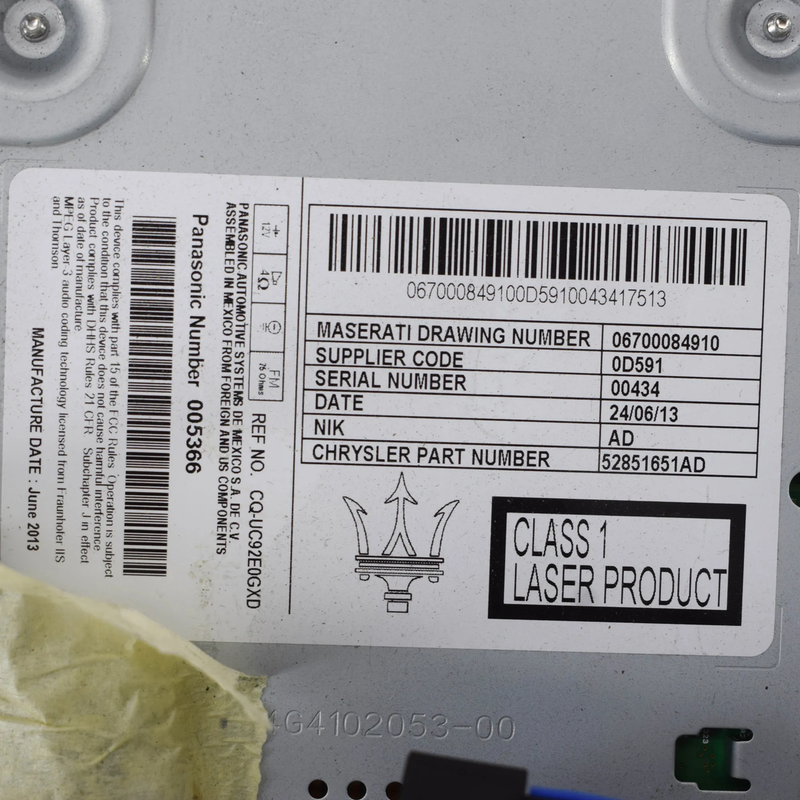 067000849100D5910043417513
MASERATI DRAWING NUMBER 06700084910
SUPPLIER CODE 0D591
SERIAL NUMBER 00434
DATE 24/06/13
NIK AD
CHRYSLER PART NUMBER 52851651AD
CLASS 1
LASER PRODUCT
12V
4Ω
FM
75 Ohms
REF NO. CQ-UC92E0GXD
PANASONIC AUTOMOTIVE SYSTEMS DE MEXICO S.A. DE C.V.
ASSEMBLED IN MEXICO FROM FOREIGN AND US COMPONENTS
Panasonic Number 005366
This device complies with part 15 of the FCC Rules. Operation is subject
to the condition that this device does not cause harmful interference.
Product complies with DHHS Rules 21 CFR Subchapter J in effect
as of date of manufacture.
MPEG Layer 3 audio coding technology licensed from Fraunhofer IIS
and Thomson.
MANUFACTURE DATE : June 2013
4G4102053-00